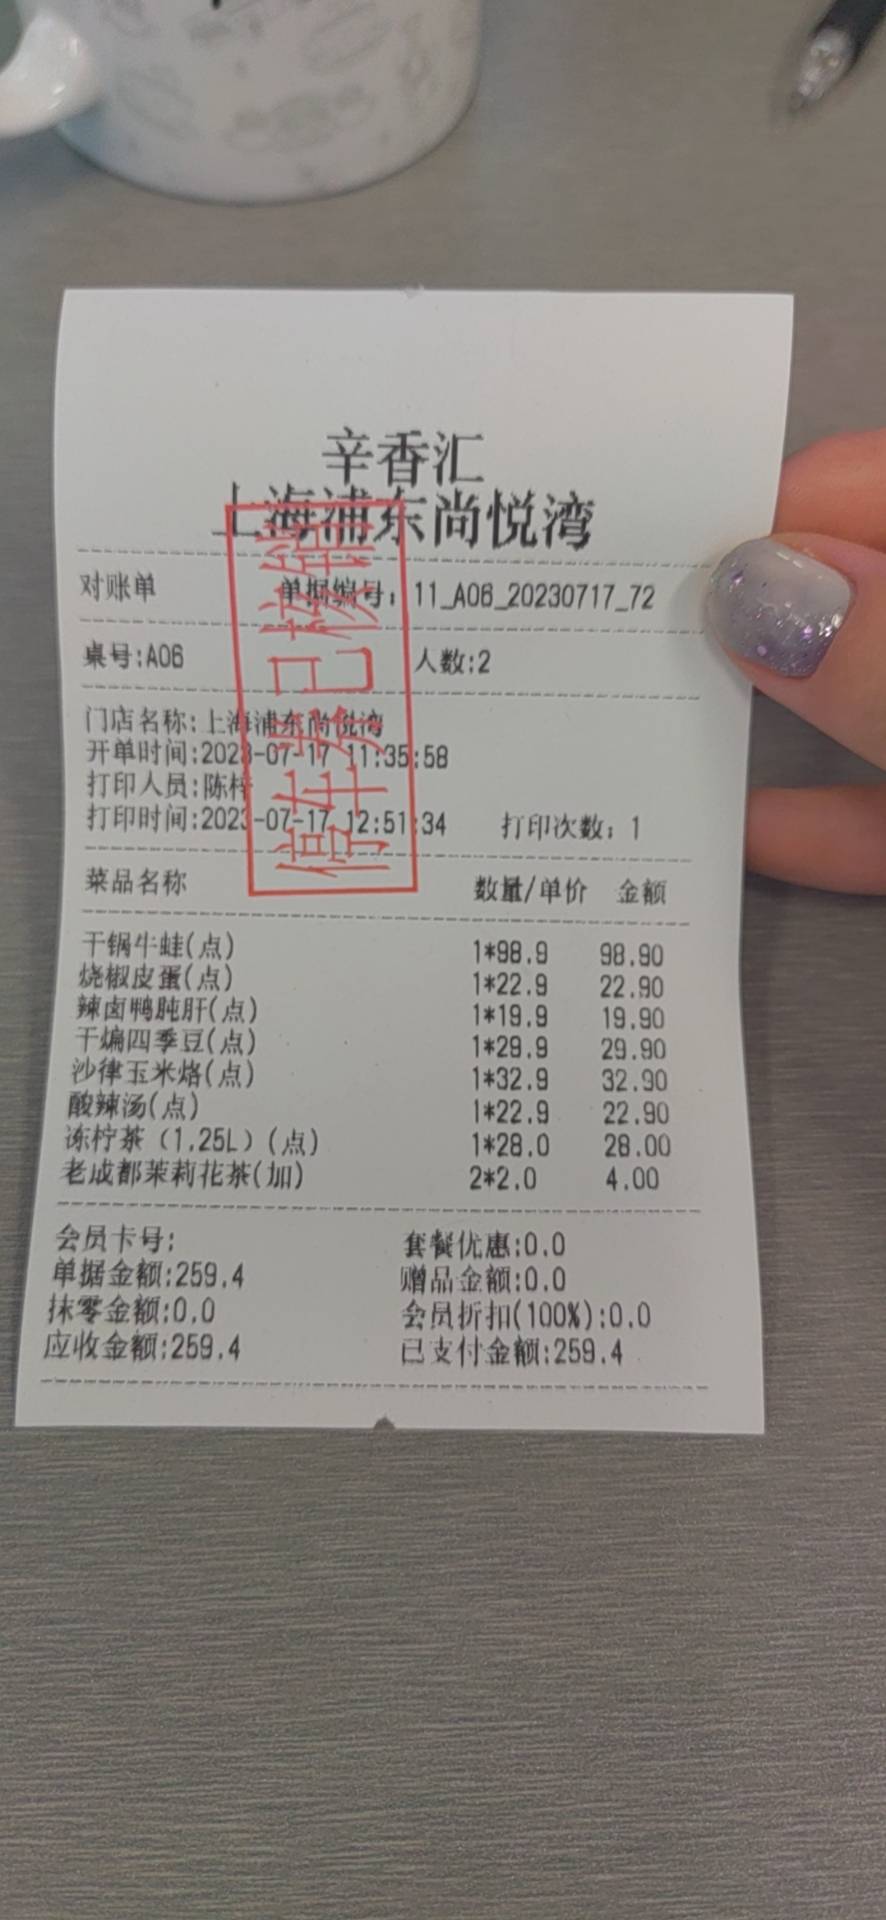 辛香汇
上海浦东尚悦湾
对账单 单据编号：11_A06_20230717_72
桌号:A06 人数:2
门店名称:上海浦东尚悦湾
开单时间:2023-07-17 11:35:58
打印人员:陈梓
打印时间:2023-07-17 12:51:34 打印次数：1
停车券已核销
菜品名称 数量/单价 金额
干锅牛蛙(点) 1*98.9 98.90
烧椒皮蛋(点) 1*22.9 22.90
辣卤鸭肫肝(点) 1*19.9 19.90
干煸四季豆(点) 1*29.9 29.90
沙律玉米烙(点) 1*32.9 32.90
酸辣汤(点) 1*22.9 22.90
冻柠茶（1.25L）(点) 1*28.0 28.00
老成都茉莉花茶(加) 2*2.0 4.00
会员卡号: 套餐优惠:0.0
单据金额:259.4 赠品金额:0.0
抹零金额:0.0 会员折扣(100%):0.0
应收金额:259.4 已支付金额:259.4